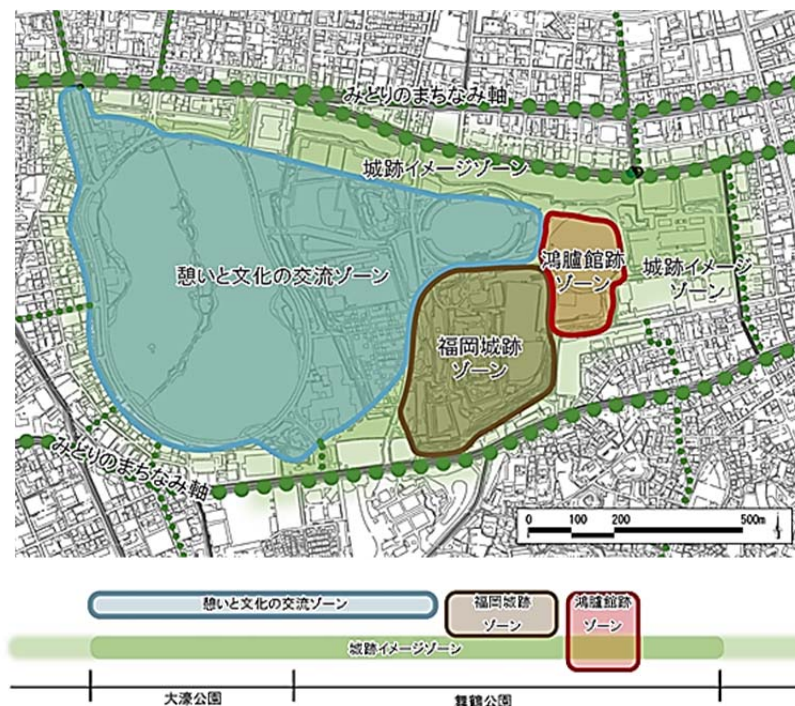 みどりのまちなみ軸
城跡イメージゾーン
憩いと文化の交流ゾーン
鴻臚館跡
ゾーン
城跡イメージ
ゾーン
福岡城跡
ゾーン
みどりのまちなみ軸
0 100 200 500m
憩いと文化の交流ゾーン
福岡城跡
ゾーン
鴻臚館跡
ゾーン
城跡イメージゾーン
大濠公園
舞鶴公園